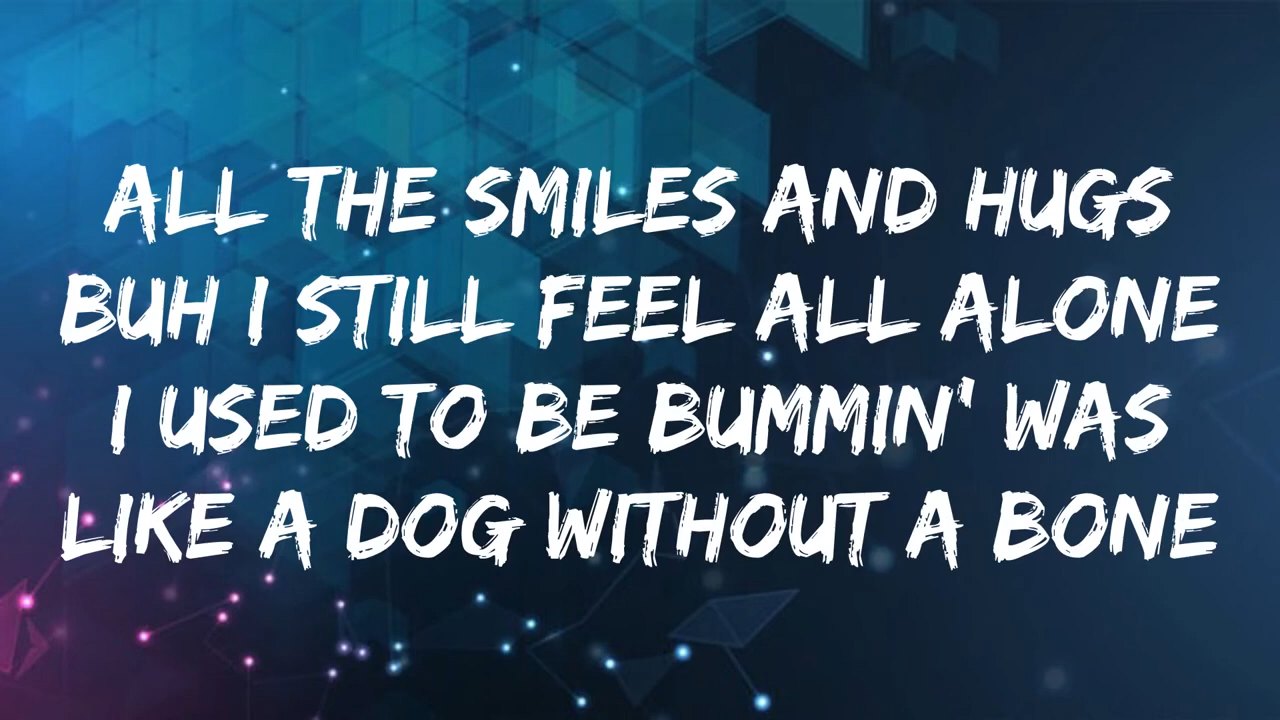 ALL THE SMILES AND HUGS
BUH I STILL FEEL ALL ALONE
I USED TO BE BUMMIN' WAS
LIKE A DOG WITHOUT A BONE